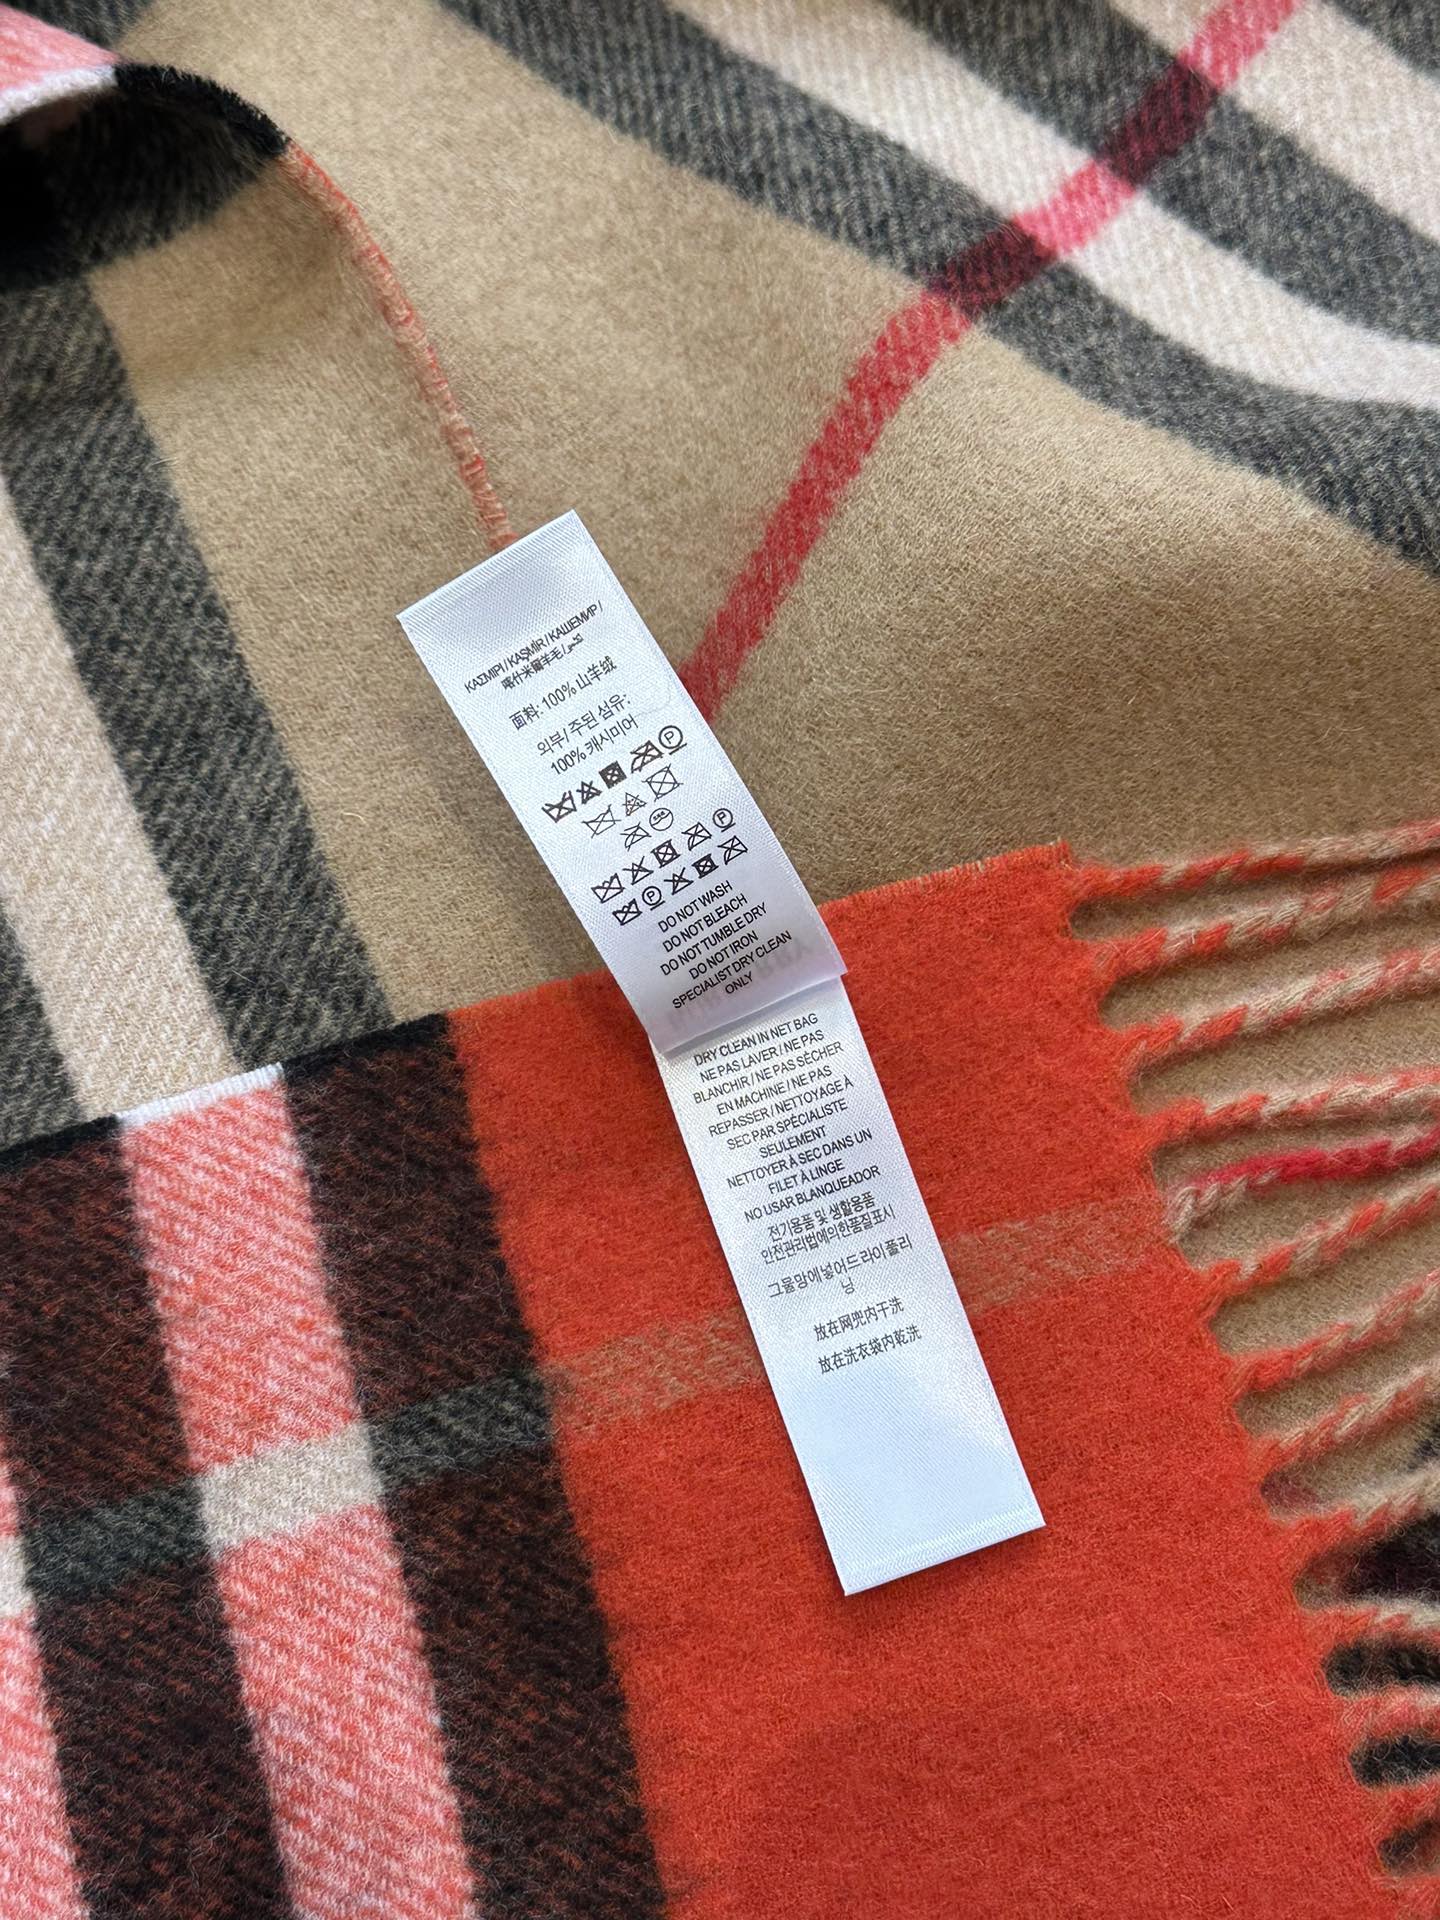 ΚΑΣΜΙΡΙ / KAŞMİR / КАШЕМИР /
喀什米爾羊毛 / كشمير
面料: 100% 山羊绒
외부/ 주된 섬유:
100% 캐시미어
DO NOT WASH
DO NOT BLEACH
DO NOT TUMBLE DRY
DO NOT IRON
SPECIALIST DRY CLEAN
ONLY
DRY CLEAN IN NET BAG
NE PAS LAVER / NE PAS
BLANCHIR / NE PAS SÉCHER
EN MACHINE / NE PAS
REPASSER / NETTOYAGE À
SEC PAR SPÉCIALISTE
SEULEMENT
NETTOYER À SEC DANS UN
FILET À LINGE
NO USAR BLANQUEADOR
전기용품 및 생활용품
안전관리법에의한품질표시
그물망에넣어드라이폴리
닝
放在网兜内干洗
放在洗衣袋内乾洗